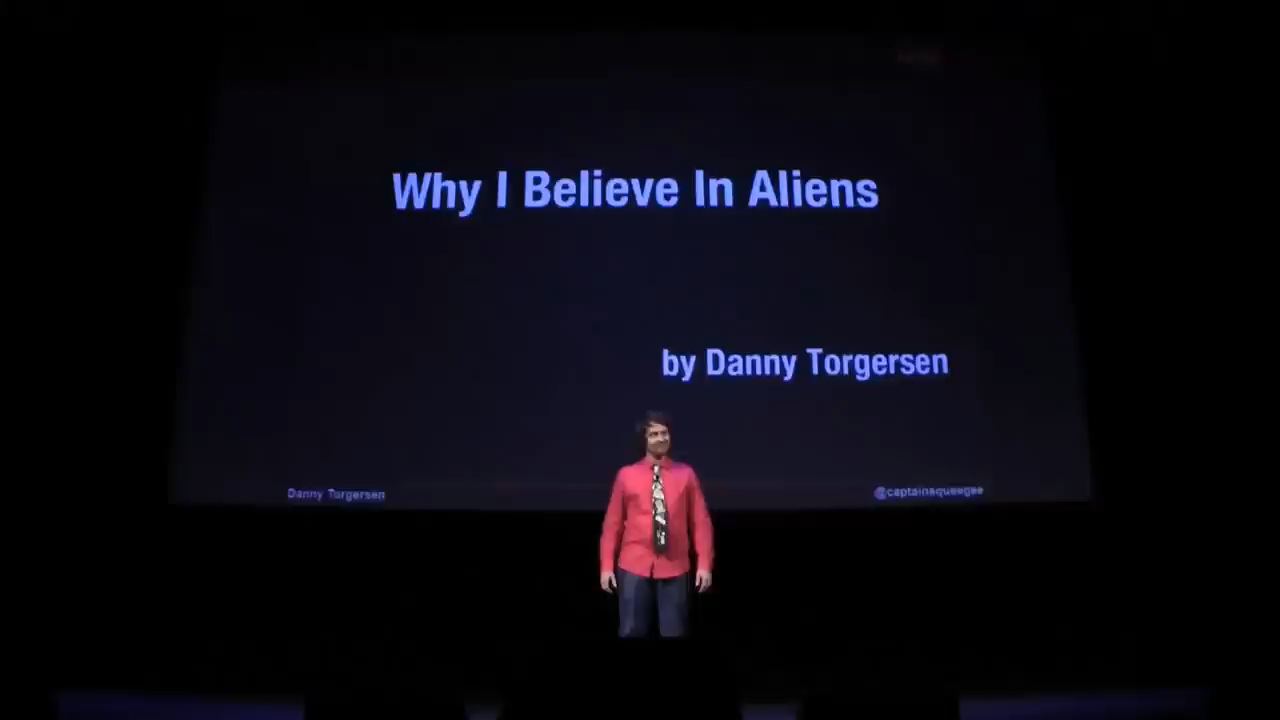 Why I Believe In Aliens
by Danny Torgersen
Danny Torgersen
@captainsqueegee